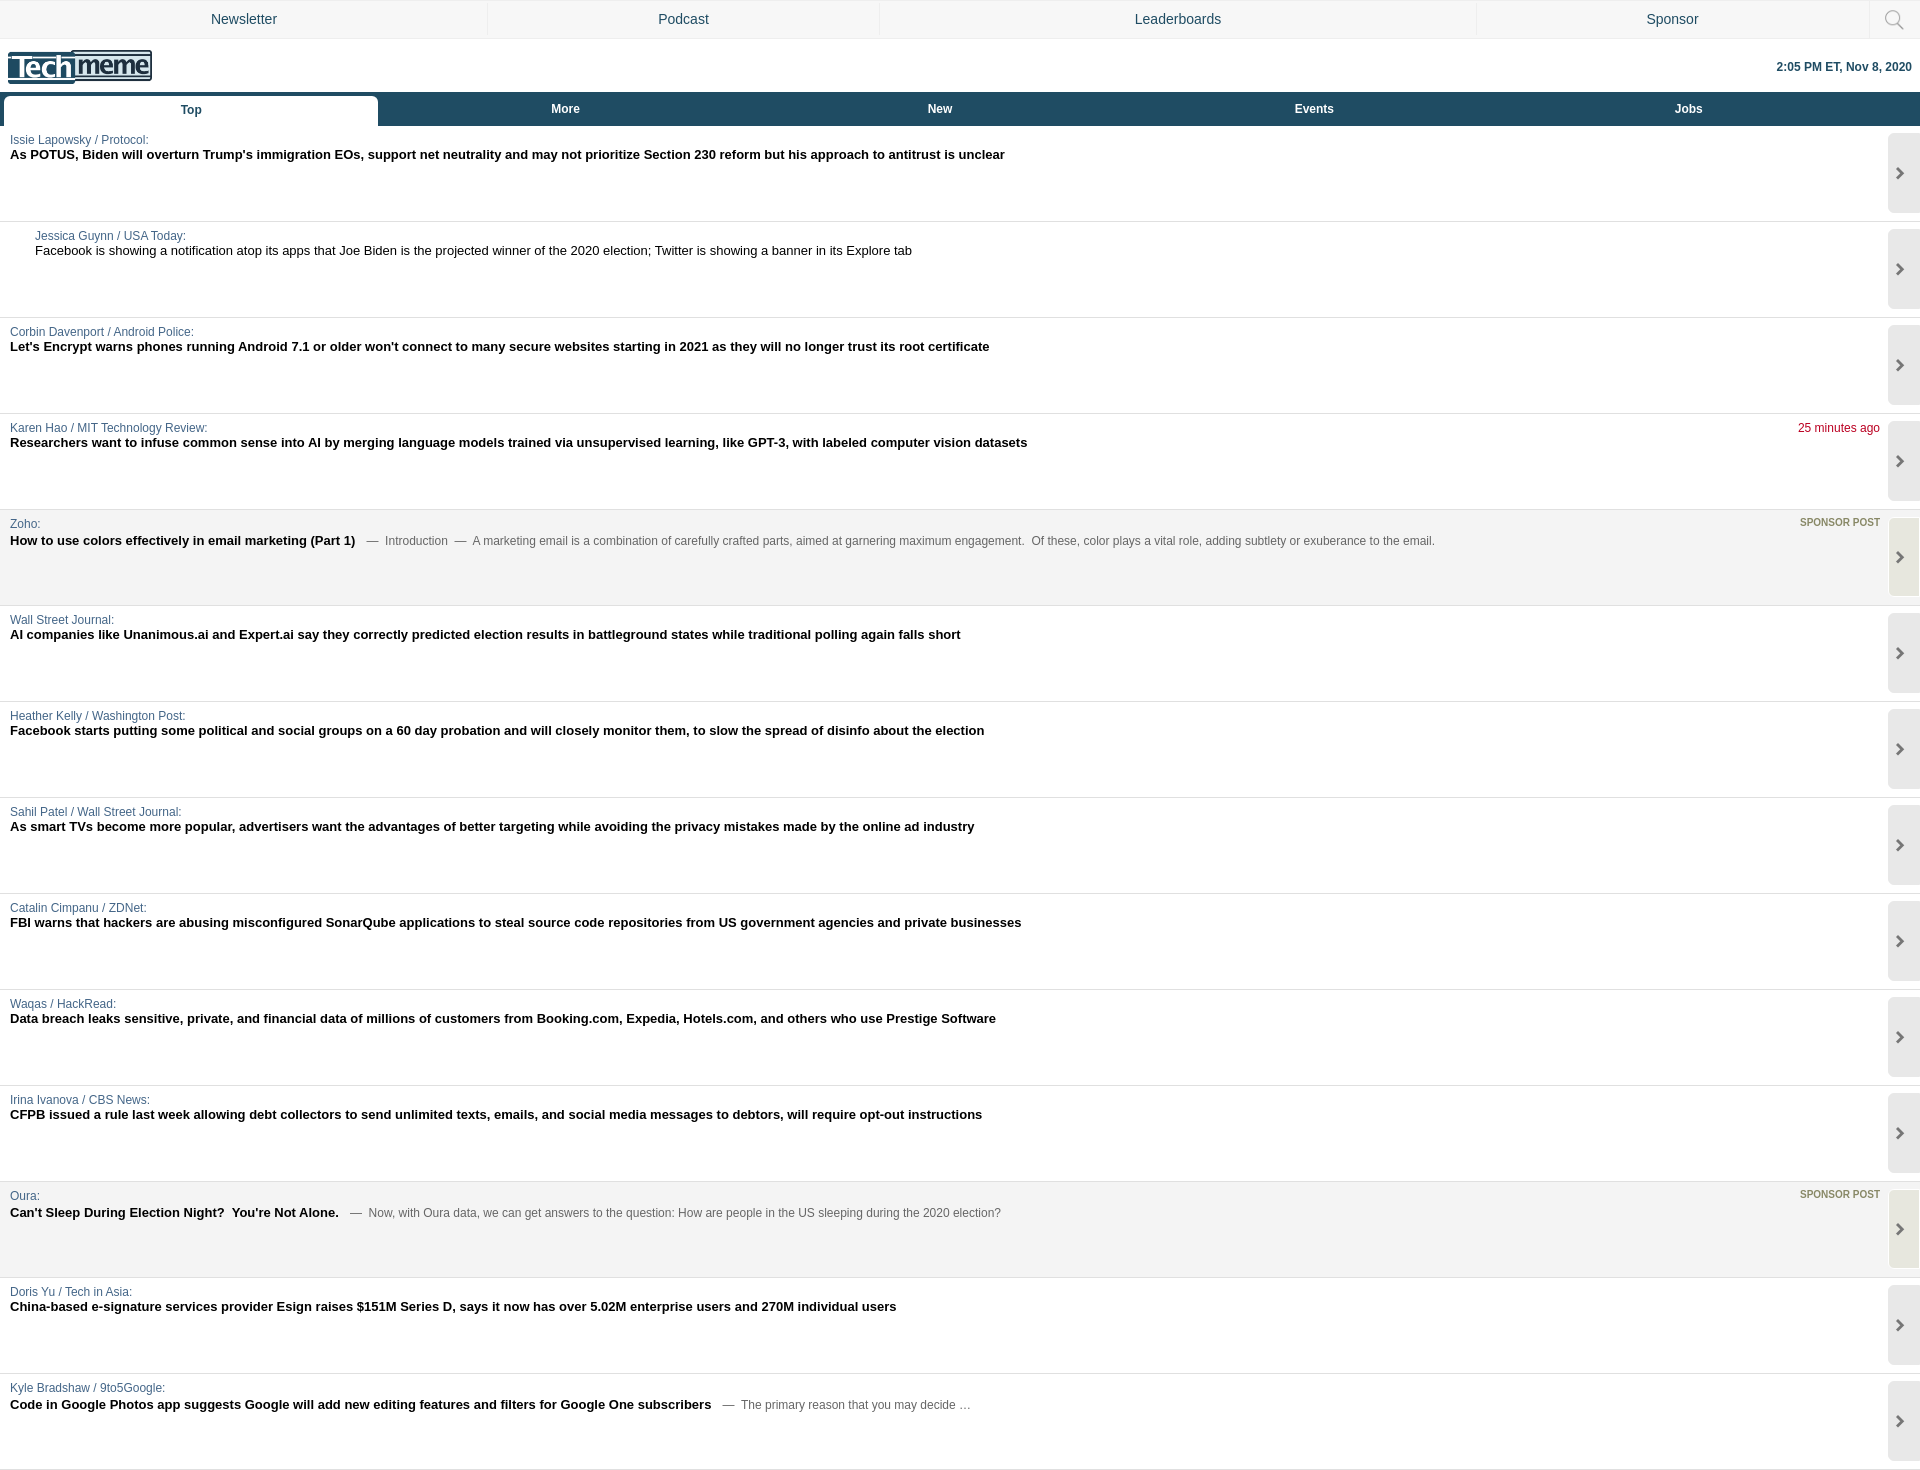 Newsletter
Podcast
Leaderboards
Sponsor
Techmeme
2:05 PM ET, Nov 8, 2020
Top
More
New
Events
Jobs
Issie Lapowsky / Protocol:
As POTUS, Biden will overturn Trump's immigration EOs, support net neutrality and may not prioritize Section 230 reform but his approach to antitrust is unclear
Jessica Guynn / USA Today:
Facebook is showing a notification atop its apps that Joe Biden is the projected winner of the 2020 election; Twitter is showing a banner in its Explore tab
Corbin Davenport / Android Police:
Let's Encrypt warns phones running Android 7.1 or older won't connect to many secure websites starting in 2021 as they will no longer trust its root certificate
Karen Hao / MIT Technology Review:
25 minutes ago
Researchers want to infuse common sense into AI by merging language models trained via unsupervised learning, like GPT-3, with labeled computer vision datasets
Zoho:
SPONSOR POST
How to use colors effectively in email marketing (Part 1) — Introduction — A marketing email is a combination of carefully crafted parts, aimed at garnering maximum engagement. Of these, color plays a vital role, adding subtlety or exuberance to the email.
Wall Street Journal:
AI companies like Unanimous.ai and Expert.ai say they correctly predicted election results in battleground states while traditional polling again falls short
Heather Kelly / Washington Post:
Facebook starts putting some political and social groups on a 60 day probation and will closely monitor them, to slow the spread of disinfo about the election
Sahil Patel / Wall Street Journal:
As smart TVs become more popular, advertisers want the advantages of better targeting while avoiding the privacy mistakes made by the online ad industry
Catalin Cimpanu / ZDNet:
FBI warns that hackers are abusing misconfigured SonarQube applications to steal source code repositories from US government agencies and private businesses
Waqas / HackRead:
Data breach leaks sensitive, private, and financial data of millions of customers from Booking.com, Expedia, Hotels.com, and others who use Prestige Software
Irina Ivanova / CBS News:
CFPB issued a rule last week allowing debt collectors to send unlimited texts, emails, and social media messages to debtors, will require opt-out instructions
Oura:
SPONSOR POST
Can't Sleep During Election Night? You're Not Alone. — Now, with Oura data, we can get answers to the question: How are people in the US sleeping during the 2020 election?
Doris Yu / Tech in Asia:
China-based e-signature services provider Esign raises $151M Series D, says it now has over 5.02M enterprise users and 270M individual users
Kyle Bradshaw / 9to5Google:
Code in Google Photos app suggests Google will add new editing features and filters for Google One subscribers — The primary reason that you may decide …